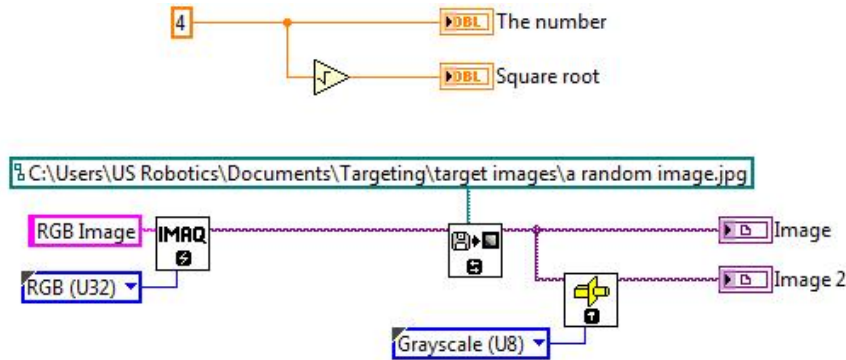 4
DBL The number
DBL Square root
C:\Users\US Robotics\Documents\Targeting\target images\a random image.jpg
RGB Image
IMAQ
Image
RGB (U32)
Image 2
Grayscale (U8)